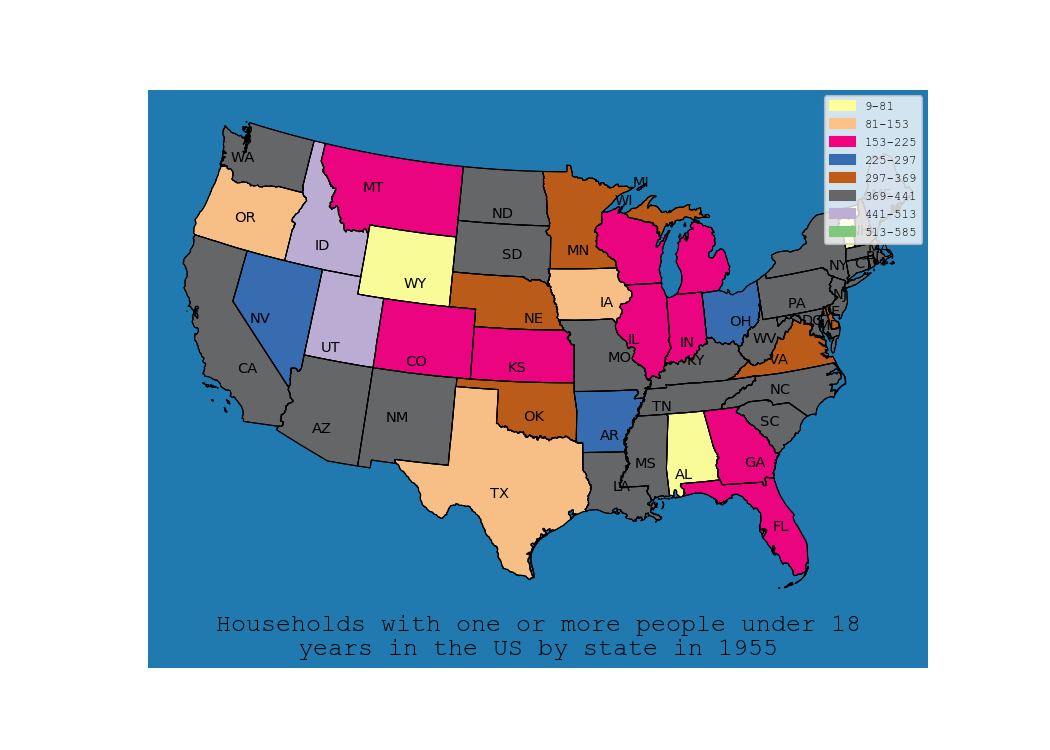 9-81
81-153
153-225
225-297
297-369
369-441
441-513
513-585
WA
MT
MI
ND
WI
OR
ID
SD
MN
NY
MA
RI
CT
WY
IA
PA
NV
NE
OH
UT
CO
KS
MO
IL
IN
KY
WV
VA
DC
CA
NM
OK
AR
TN
NC
SC
AZ
MS
AL
GA
LA
TX
FL
Households with one or more people under 18
years in the US by state in 1955